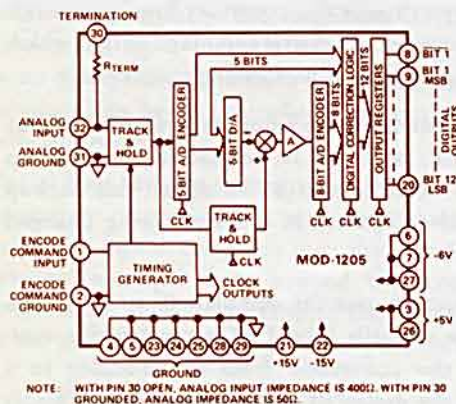 TERMINATION
30
RTERM
5 BITS
8
BIT 1
9
BIT 1
MSB
ANALOG
INPUT
32
TRACK
&
HOLD
5 BIT A/D ENCODER
5 BIT D/A
-
+
A
8-BIT A/D ENCODER
8 BITS
DIGITAL CORRECTION LOGIC
12 BITS
OUTPUT REGISTERS
DIGITAL
OUTPUTS
ANALOG
GROUND
31
20
BIT 12
LSB
CLK
TRACK
&
HOLD
CLK
CLK
CLK
CLK
ENCODE
COMMAND
INPUT
1
TIMING
GENERATOR
CLOCK
OUTPUTS
MOD-1205
6
7
27
-6V
ENCODE
COMMAND
GROUND
2
3
26
+5V
4
5
23
24
25
28
29
21
22
+15V
-15V
GROUND
NOTE: WITH PIN 30 OPEN, ANALOG INPUT IMPEDANCE IS 400Ω. WITH PIN 30
GROUNDED, ANALOG IMPEDANCE IS 50Ω.